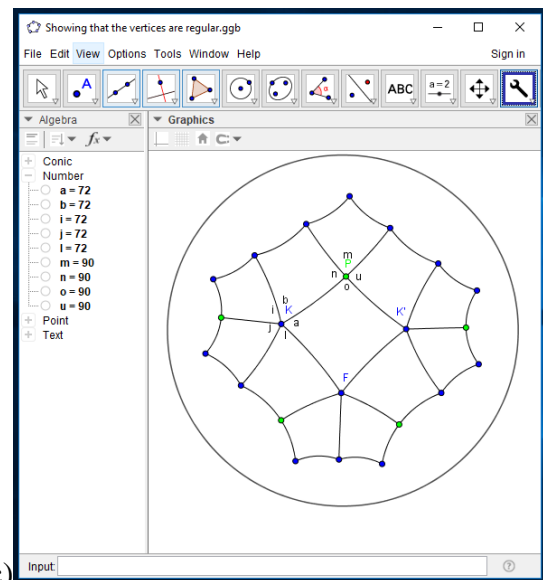 Showing that the vertices are regular.ggb
File Edit View Options Tools Window Help Sign in
A α ABC a=2
Algebra
Graphics
fx
Conic
Number
a = 72
b = 72
i = 72
j = 72
l = 72
m = 90
n = 90
o = 90
u = 90
Point
Text
m
P
n u
o
b
i K
a
j
l
K'
F
Input: